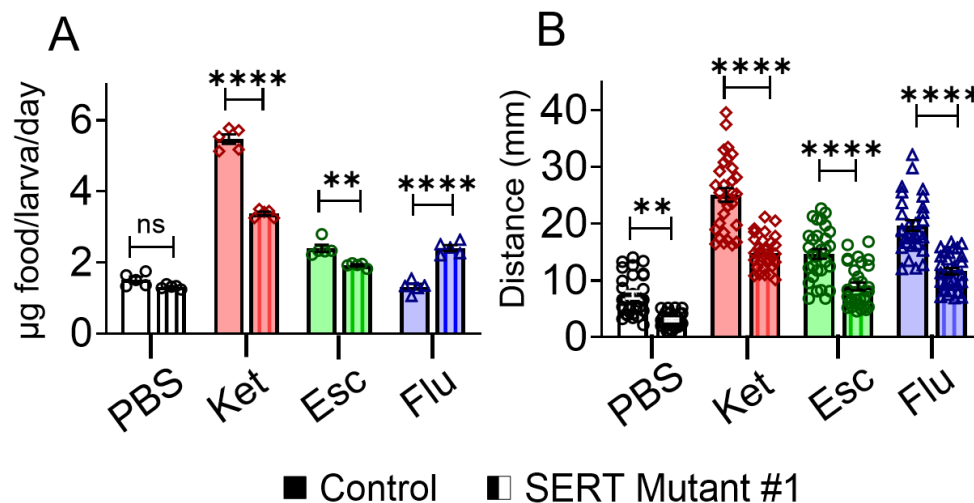 A
B
µg food/larva/day
6
4
2
0
ns
****
**
****
PBS
Ket
Esc
Flu
Distance (mm)
40
30
20
10
0
**
****
****
****
PBS
Ket
Esc
Flu
Control
SERT Mutant #1